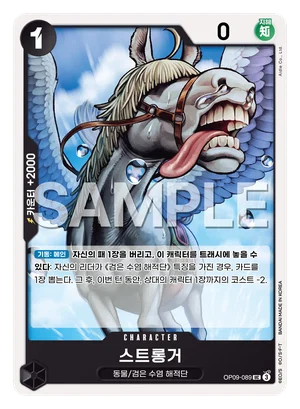 1
0
지혜
知
⚡카운터 +2000
SAMPLE
기동: 메인 자신의 패 1장을 버리고, 이 캐릭터를 트래시에 놓을 수
있다: 자신의 리더가 《검은 수염 해적단》 특징을 가진 경우, 카드를
1장 뽑는다. 그 후, 이번 턴 동안, 상대의 캐릭터 1장까지의 코스트 -2.
CHARACTER
스트롱거
동물/검은 수염 해적단
OP09-089 UC 3
BANDAI MADE IN KOREA